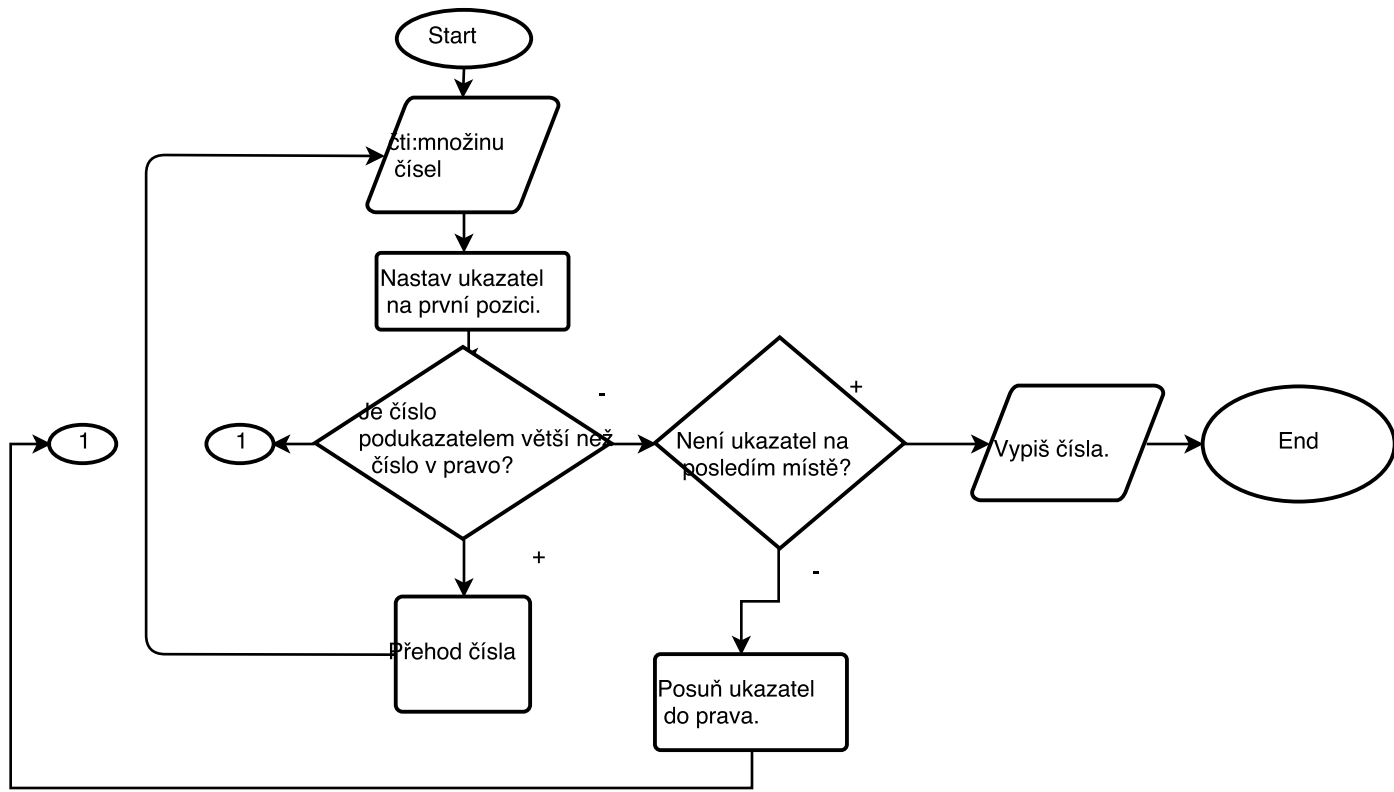 Start
čti:množinu
čísel
Nastav ukazatel
na první pozici.
-
+
Je číslo
podukazatelem větší než
číslo v pravo?
1
1
Není ukazatel na
posledím místě?
Vypiš čísla.
End
+
-
Přehod čísla
Posuň ukazatel
do prava.